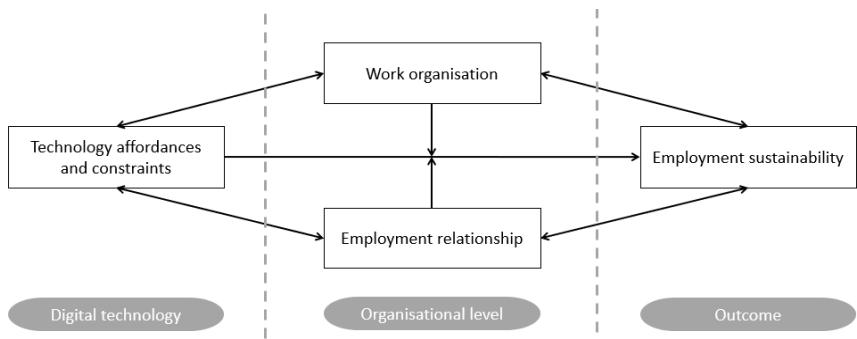 Work organisation
Technology affordances
and constraints
Employment sustainability
Employment relationship
Digital technology
Organisational level
Outcome